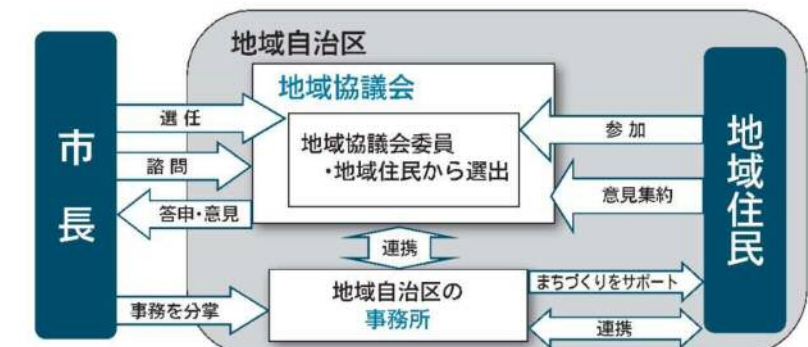 地域自治区
市長
選任
諮問
答申・意見
事務を分掌
地域協議会
地域協議会委員
・地域住民から選出
連携
地域自治区の
事務所
参加
意見集約
まちづくりをサポート
連携
地域住民